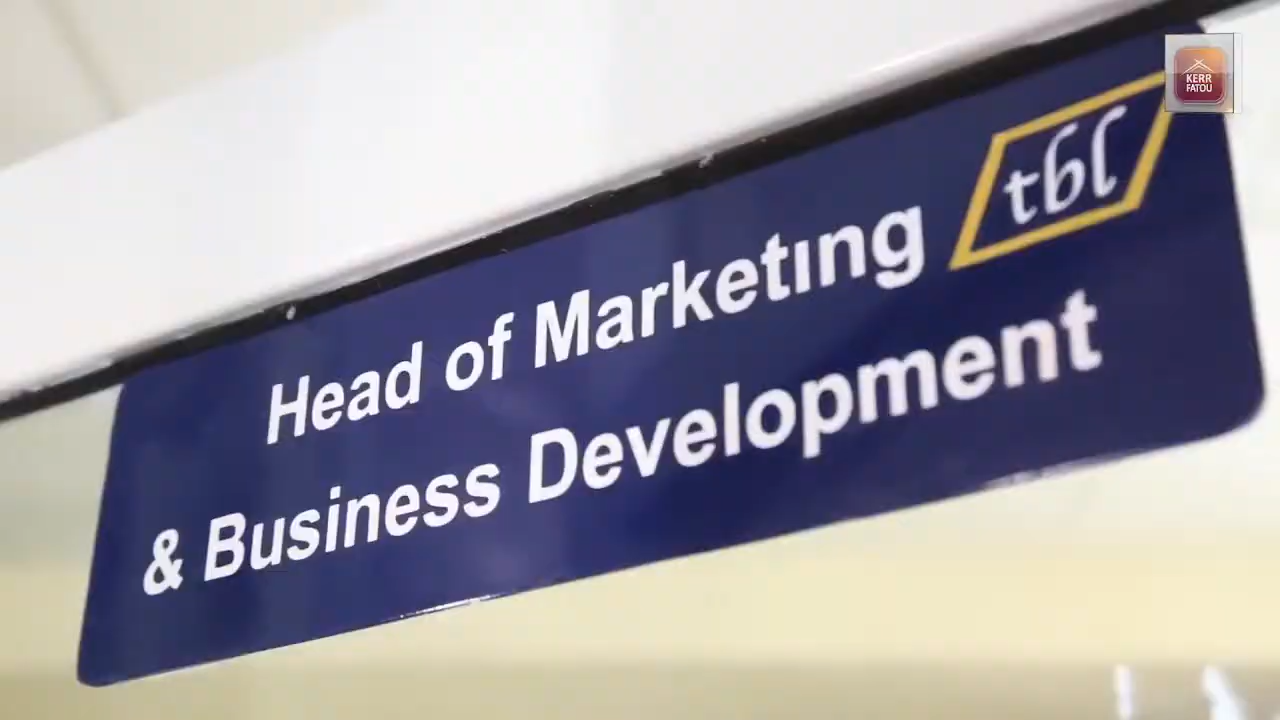 KERR
FATOU
tbl
Head of Marketing
& Business Development